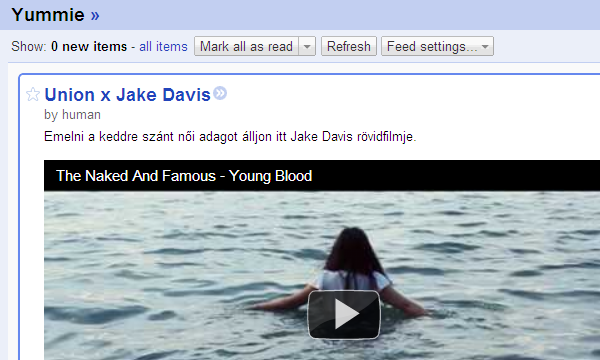 Yummie »
Show: 0 new items - all items Mark all as read Refresh Feed settings...
Union x Jake Davis
by human
Emelni a keddre szánt női adagot álljon itt Jake Davis rövidfilmje.
The Naked And Famous - Young Blood